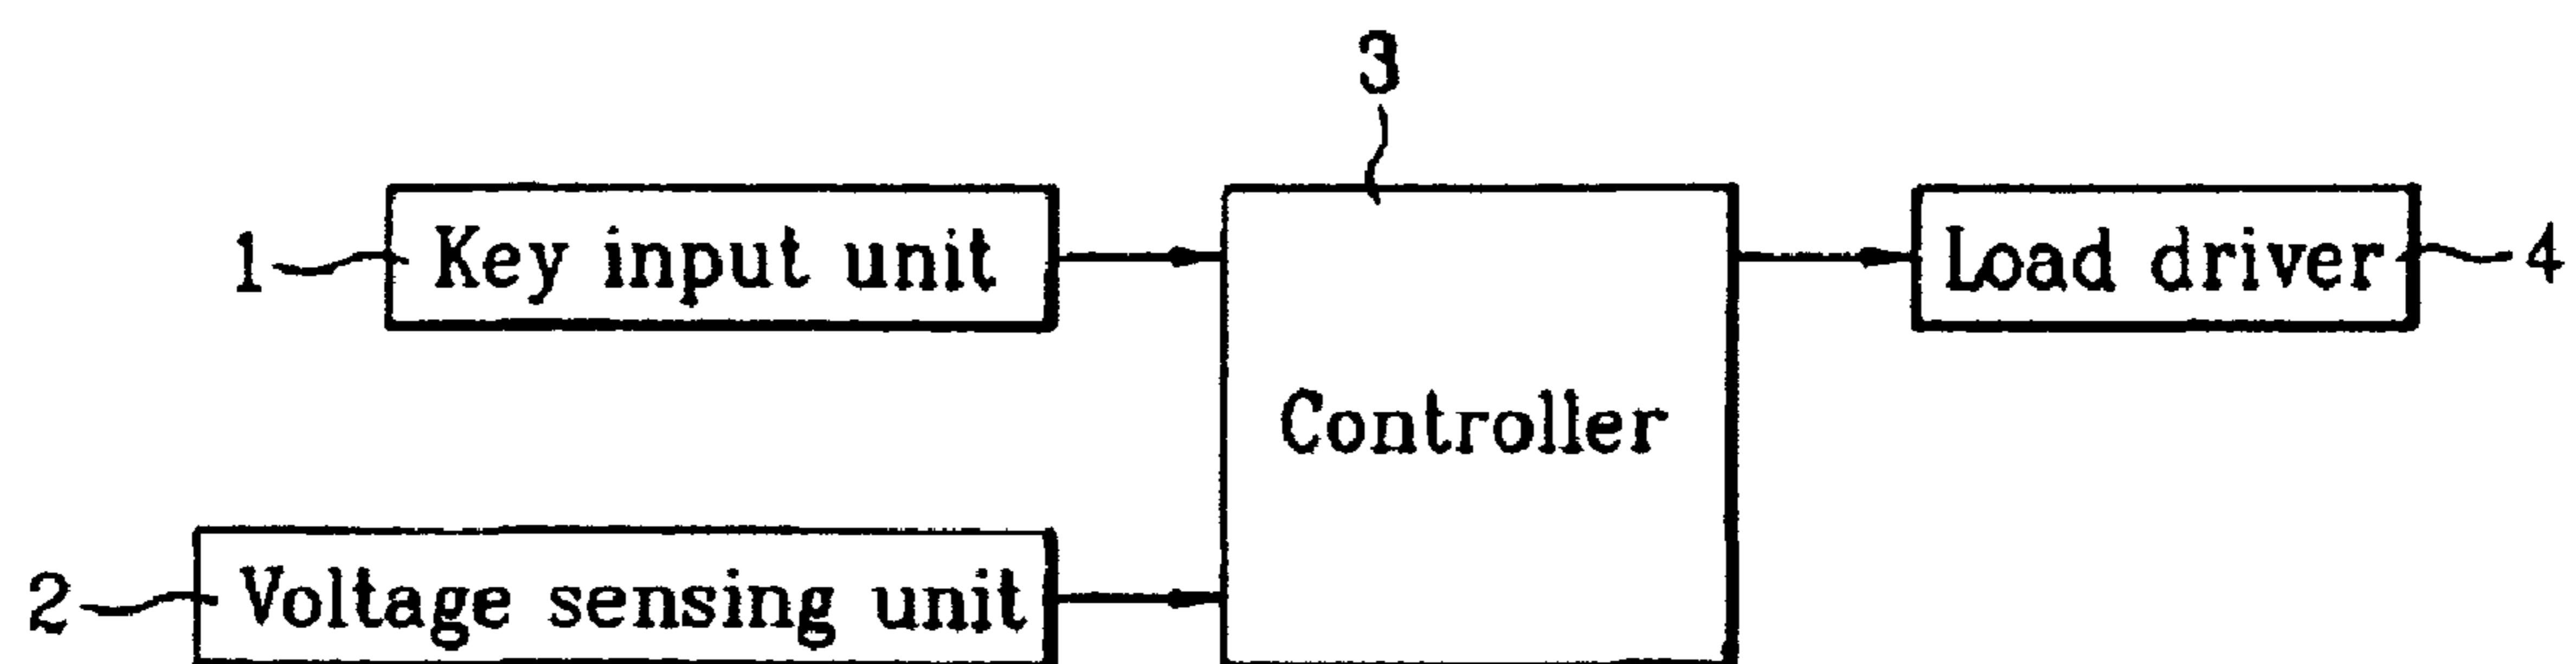 3
1 Key input unit
Load driver 4
Controller
2 Voltage sensing unit